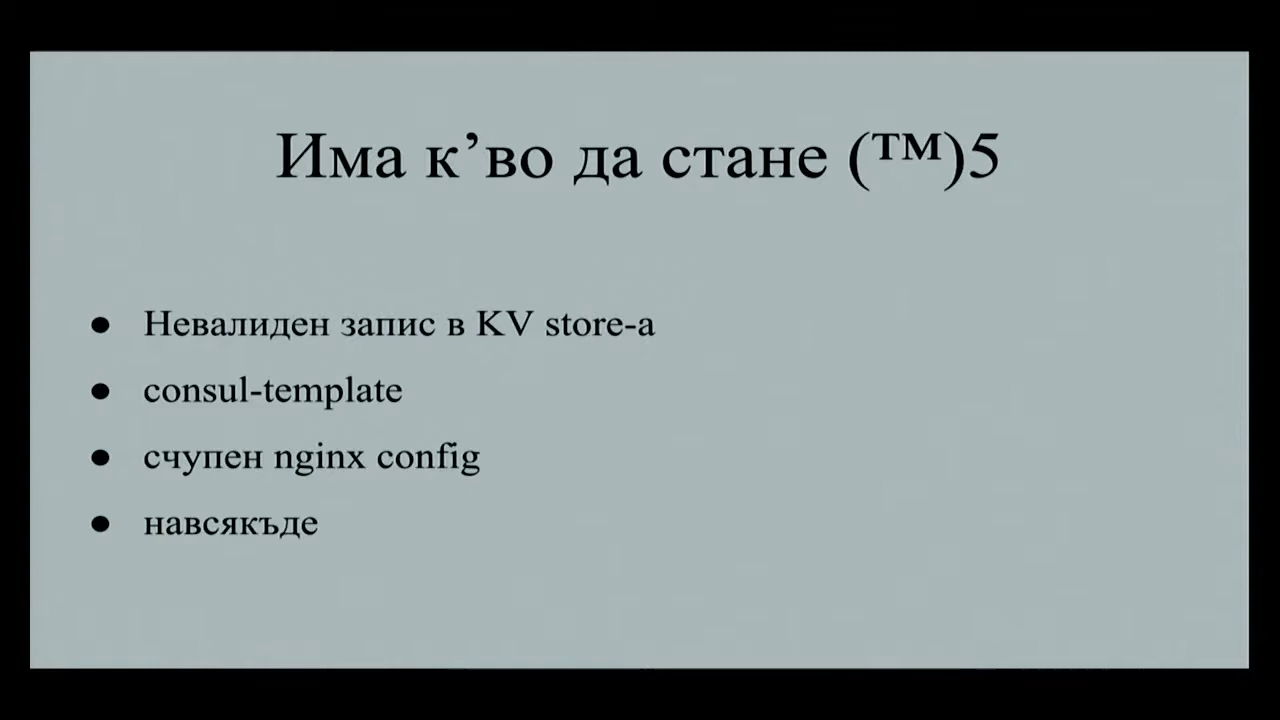 Има к’во да стане (™)5
● Невалиден запис в KV store-а
● consul-template
● счупен nginx config
● навсякъде